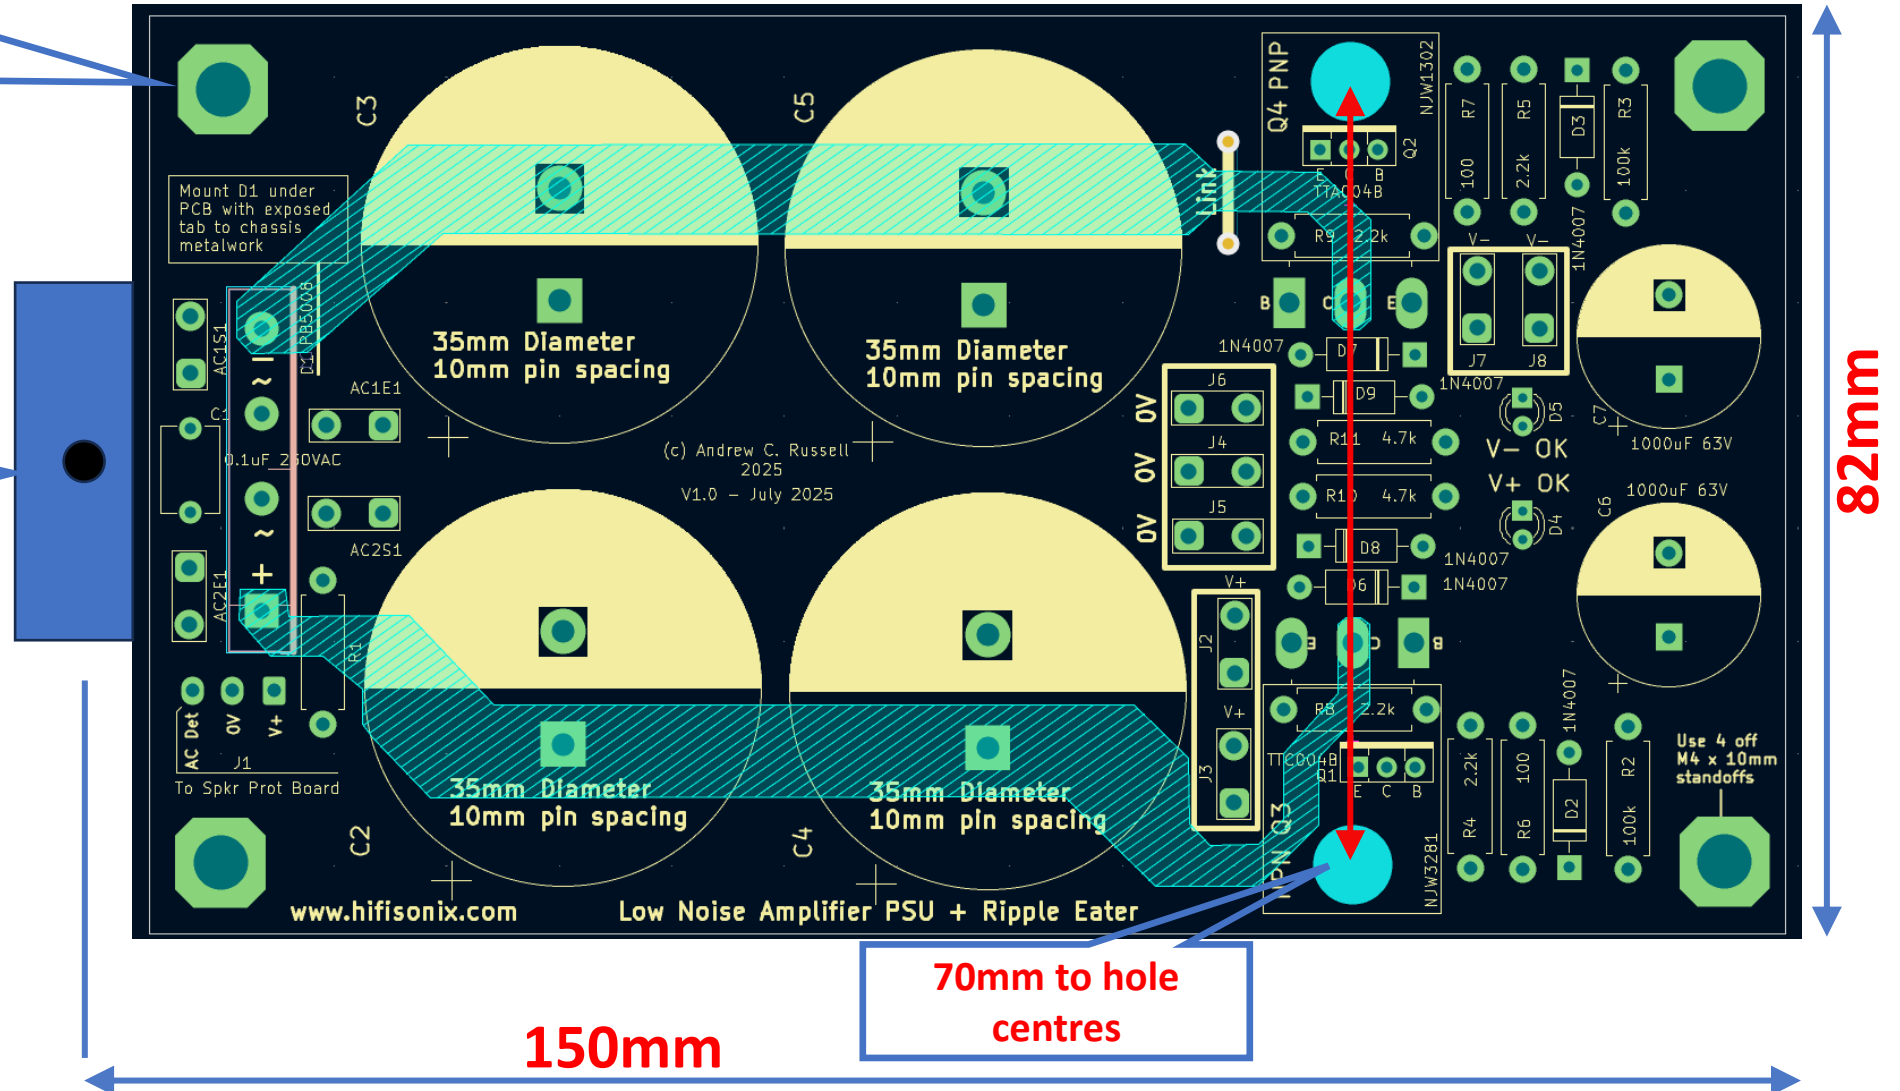 C3
C5
Q4 PNP
NJW1302
Q2
E C B
TTA004B
R7
100
R5
2.2k
D3
R3
100k
1N4007
Mount D1 under
PCB with exposed
tab to chassis
metalwork
Link
R9 2.2k
V-
V-
J7
J8
B C E
AC1S1
D1 PB5008
-
~
~
+
35mm Diameter
10mm pin spacing
35mm Diameter
10mm pin spacing
1N4007
D7
1N4007
D9
AC1E1
C1
0.1uF 250VAC
AC2S1
AC2E1
0V
J6
0V
J4
0V
J5
R11 4.7k
R10 4.7k
D5
V- OK
V+ OK
D4
C7
1000uF 63V
1000uF 63V
C6
(c) Andrew C. Russell
2025
V1.0 - July 2025
D8
1N4007
D6
1N4007
V+
J2
V+
J3
E C B
R8 2.2k
TTC004B
Q1
E C B
NPN Q3
NJW3281
R1
AC Det
0V
V+
J1
To Spkr Prot Board
35mm Diameter
10mm pin spacing
35mm Diameter
10mm pin spacing
C2
C4
2.2k
R4
100
R6
1N4007
D2
R2
100k
Use 4 off
M4 x 10mm
standoffs
www.hifisonix.com
Low Noise Amplifier PSU + Ripple Eater
82mm
70mm to hole
centres
150mm